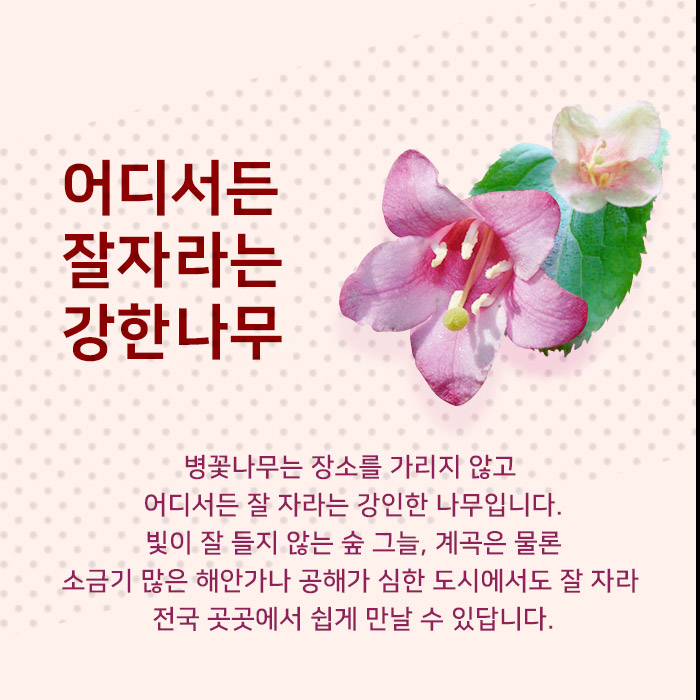 어디서든
잘자라는
강한나무
병꽃나무는 장소를 가리지 않고
어디서든 잘 자라는 강인한 나무입니다.
빛이 잘 들지 않는 숲 그늘, 계곡은 물론
소금기 많은 해안가나 공해가 심한 도시에서도 잘 자라
전국 곳곳에서 쉽게 만날 수 있답니다.